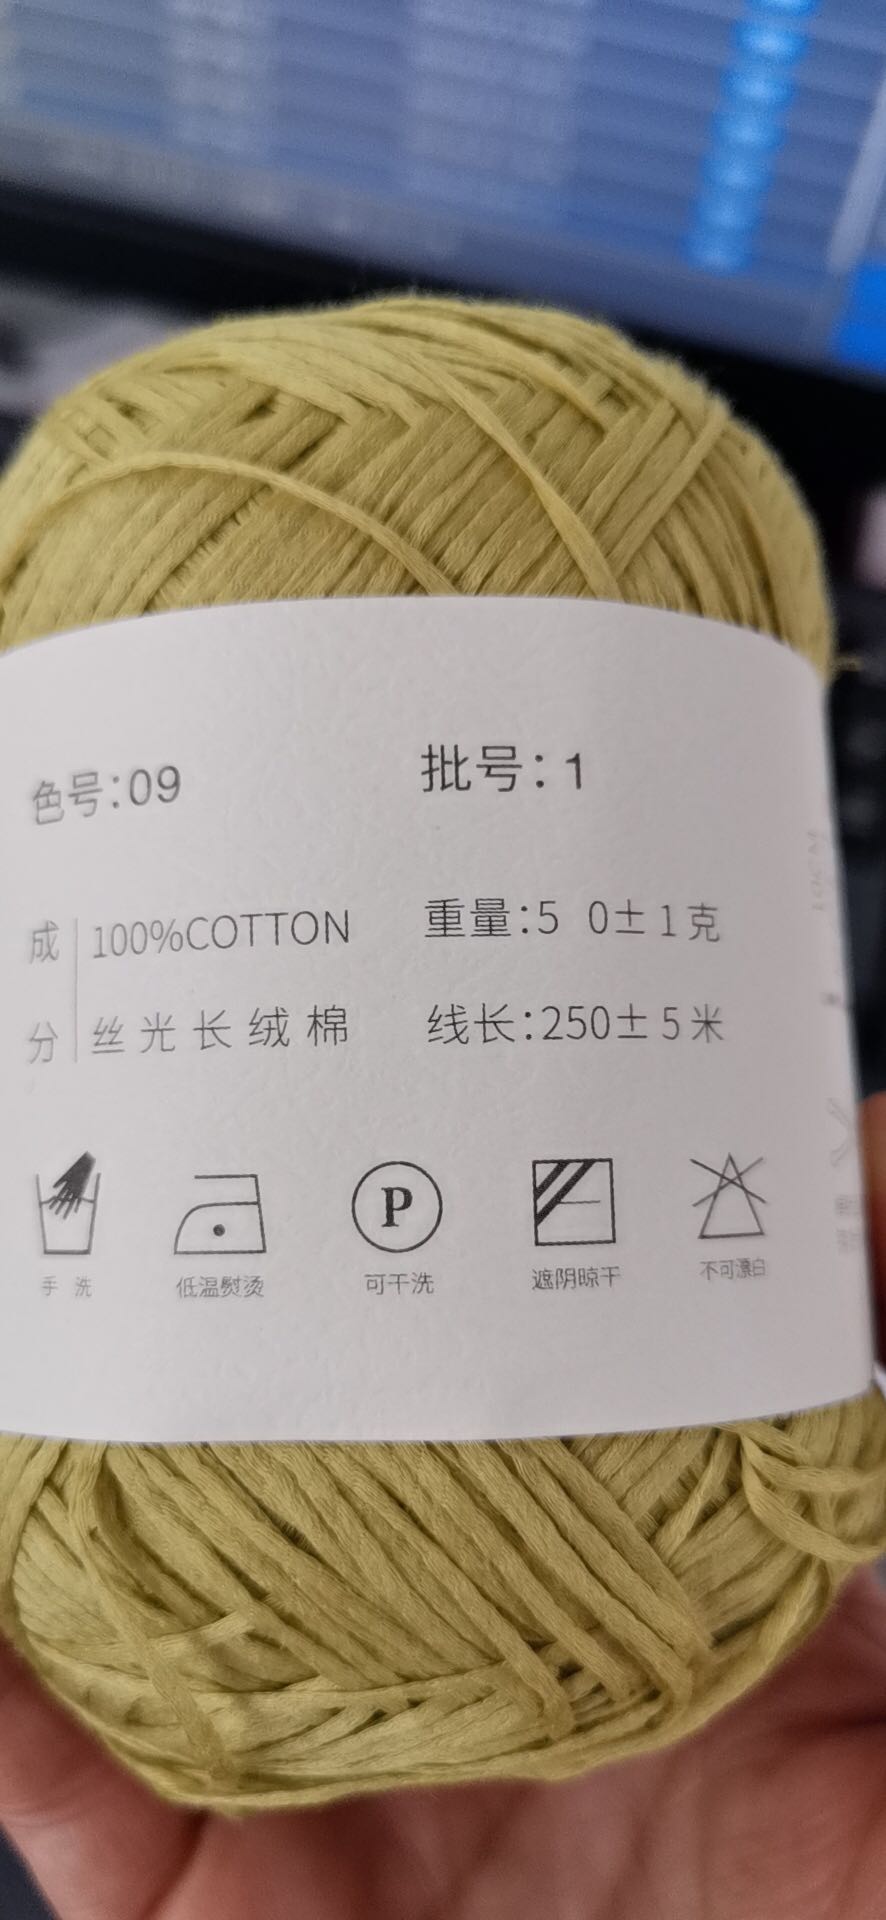 色号:09
批号:1
成分
100%COTTON
丝光长绒棉
重量:5 0±1克
线长:250±5米
P
手 洗
低温熨烫
可干洗
遮阴晾干
不可漂白